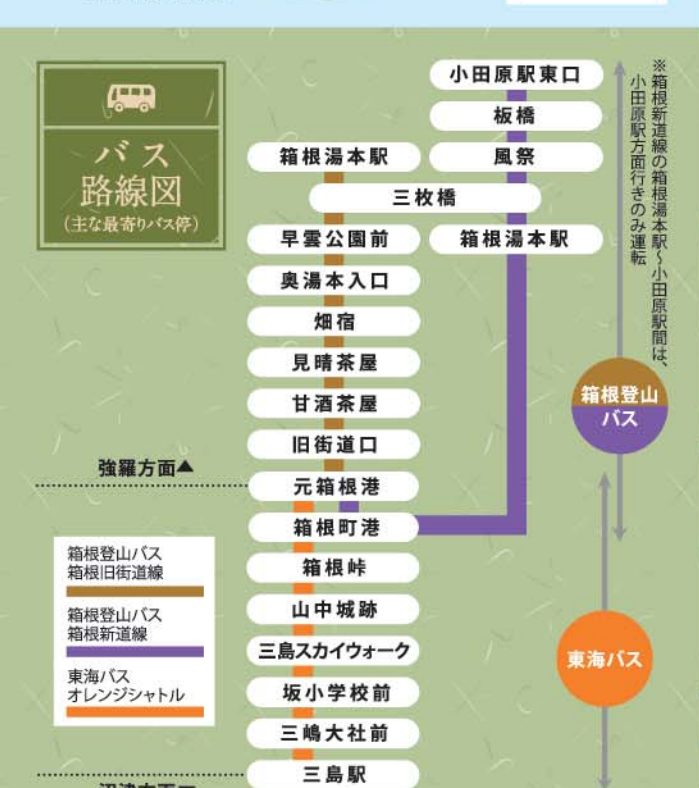 バス
路線図
(主な最寄りバス停)
小田原駅東口
板橋
箱根湯本駅
風祭
三枚橋
早雲公園前
箱根湯本駅
奥湯本入口
畑宿
見晴茶屋
甘酒茶屋
旧街道口
元箱根港
箱根町港
箱根峠
山中城跡
三島スカイウォーク
坂小学校前
三嶋大社前
三島駅
※箱根新道線の箱根湯本駅～小田原駅間は、
小田原駅方面行きのみ運転
箱根登山
バス
東海バス
強羅方面▲
箱根登山バス
箱根旧街道線
箱根登山バス
箱根新道線
東海バス
オレンジシャトル